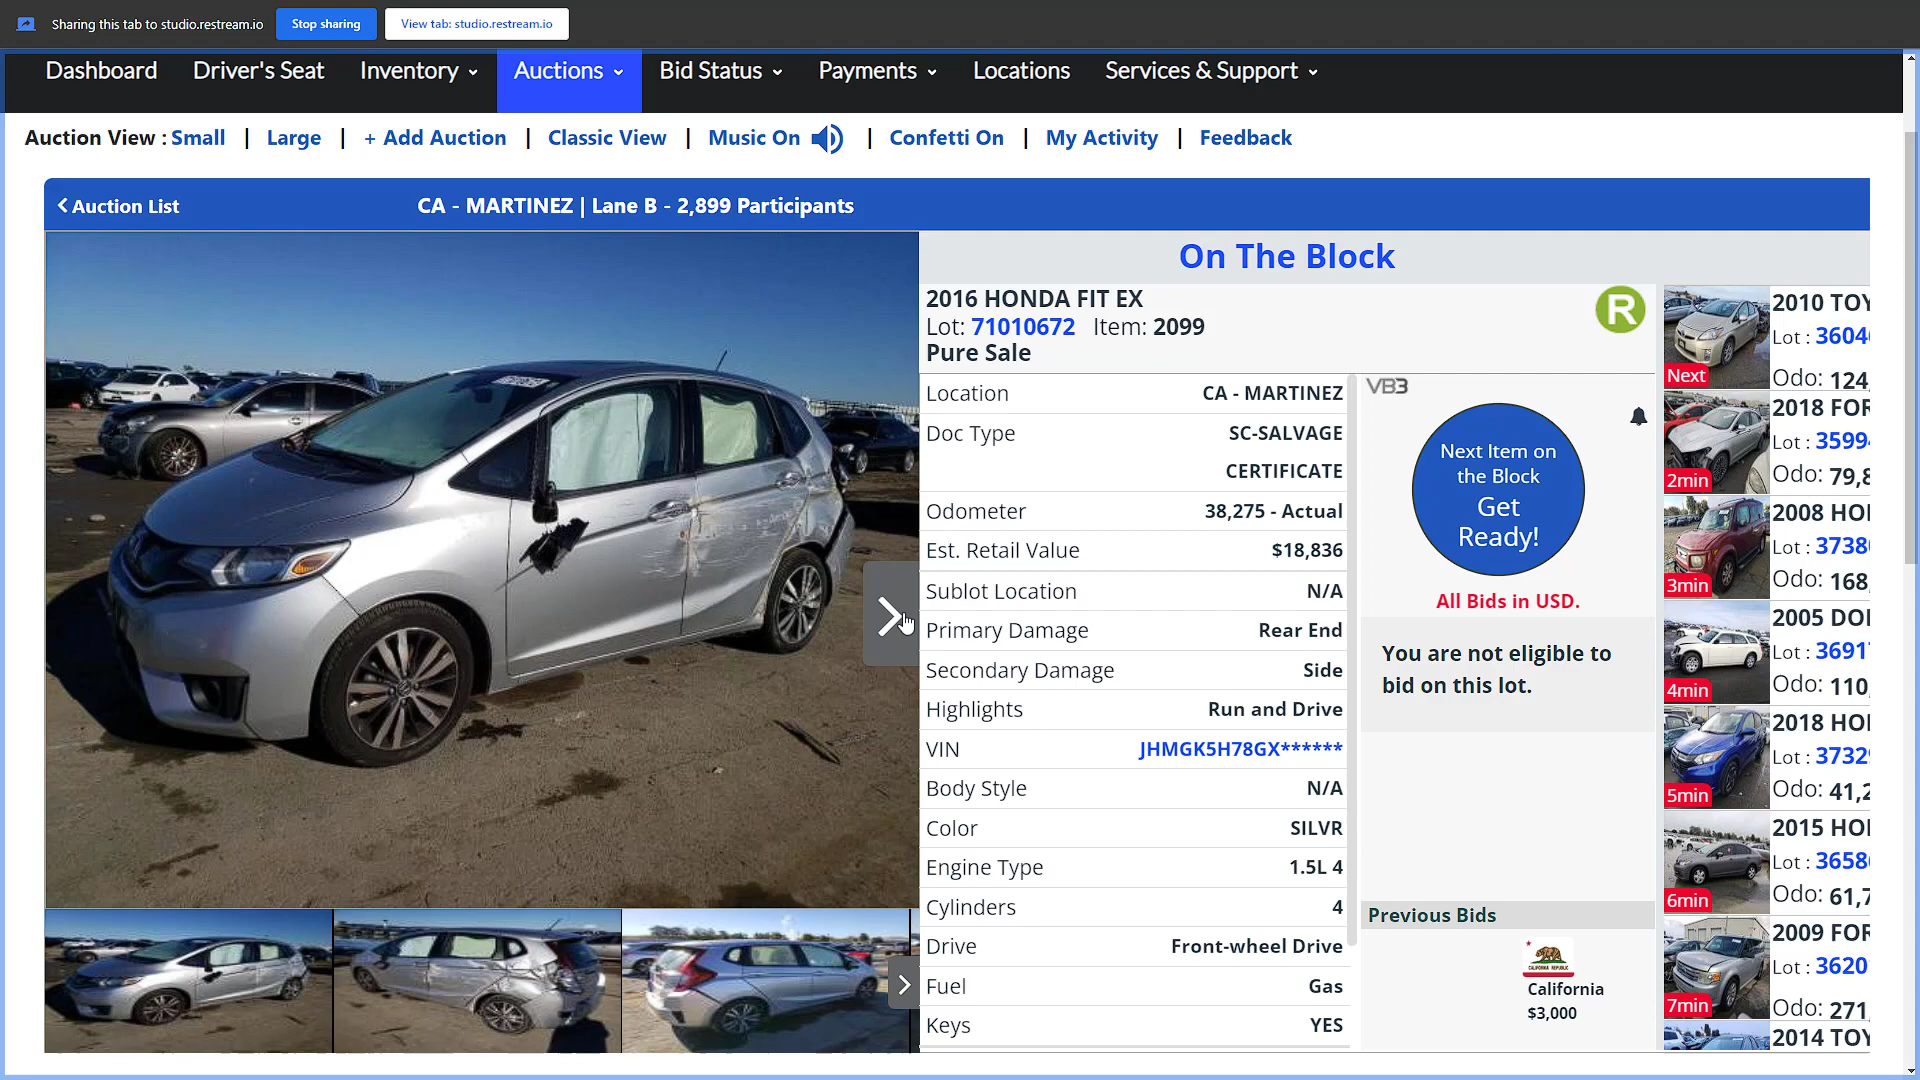 Sharing this tab to studio.restream.io
Stop sharing
View tab: studio.restream.io
Dashboard
Driver's Seat
Inventory
Auctions
Bid Status
Payments
Locations
Services & Support
Auction View : Small | Large | + Add Auction | Classic View | Music On | Confetti On | My Activity | Feedback
Auction List
CA - MARTINEZ | Lane B - 2,899 Participants
On The Block
2016 HONDA FIT EX
Lot: 71010672 Item: 2099
Pure Sale
R
Location CA - MARTINEZ
Doc Type SC-SALVAGE
CERTIFICATE
Odometer 38,275 - Actual
Est. Retail Value $18,836
Sublot Location N/A
Primary Damage Rear End
Secondary Damage Side
Highlights Run and Drive
VIN JHMGK5H78GX******
Body Style N/A
Color SILVR
Engine Type 1.5L 4
Cylinders 4
Drive Front-wheel Drive
Fuel Gas
Keys YES
VB3
Next Item on
the Block
Get
Ready!
All Bids in USD.
You are not eligible to
bid on this lot.
Previous Bids
CALIFORNIA REPUBLIC
California
$3,000
2010 TOY
Lot : 3604
Odo: 124,
Next
2018 FOR
Lot : 3599
Odo: 79,8
2min
2008 HO
Lot : 3738
Odo: 168,
3min
2005 DO
Lot : 3691
Odo: 110,
4min
2018 HO
Lot : 3732
Odo: 41,2
5min
2015 HO
Lot : 3658
Odo: 61,7
6min
2009 FOR
Lot : 3620
Odo: 271,
7min
2014 TOY